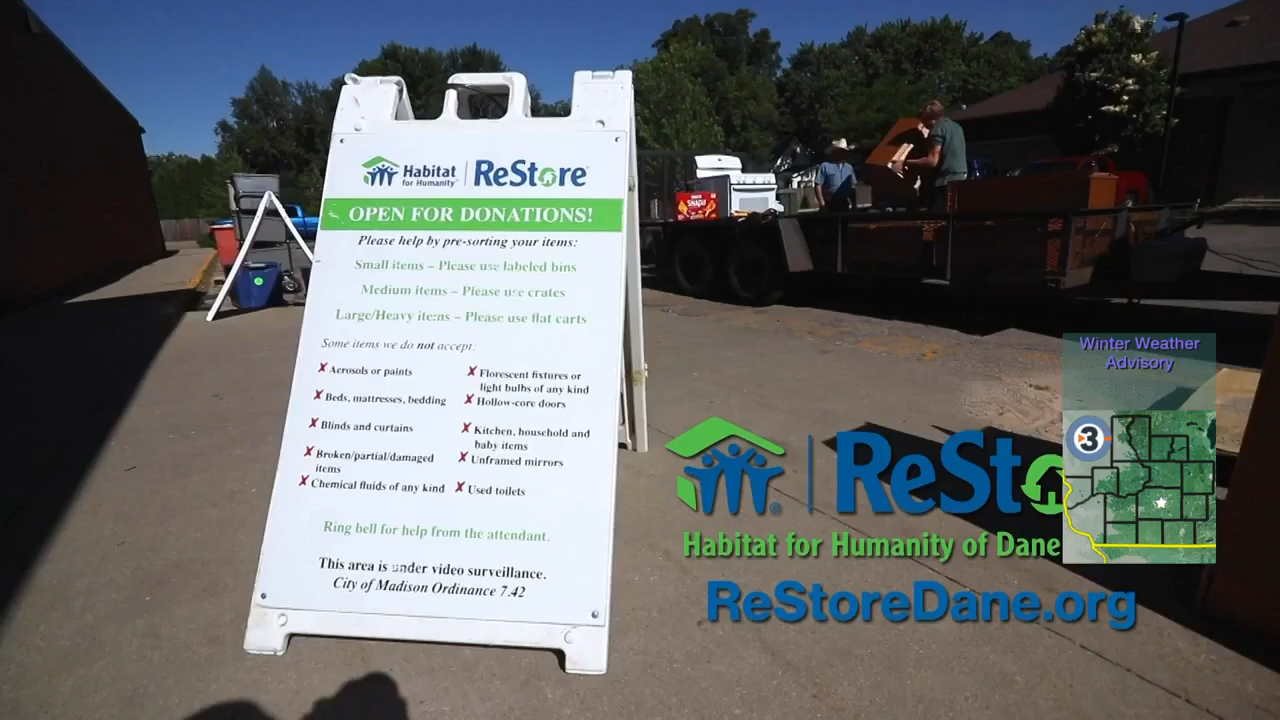 Habitat
for Humanity
ReStore
OPEN FOR DONATIONS!
Please help by pre-sorting your items:
Small items – Please use labeled bins
Medium items – Please use crates
Large/Heavy items – Please use flat carts
Some items we do not accept:
X Aerosols or paints
X Beds, mattresses, bedding
X Blinds and curtains
X Broken/partial/damaged
items
X Chemical fluids of any kind
X Florescent fixtures or
light bulbs of any kind
X Hollow-core doors
X Kitchen, household and
baby items
X Unframed mirrors
X Used toilets
Ring bell for help from the attendant.
This area is under video surveillance.
City of Madison Ordinance 7.42
Winter Weather
Advisory
3
ReSto
Habitat for Humanity of Dane
ReStoreDane.org